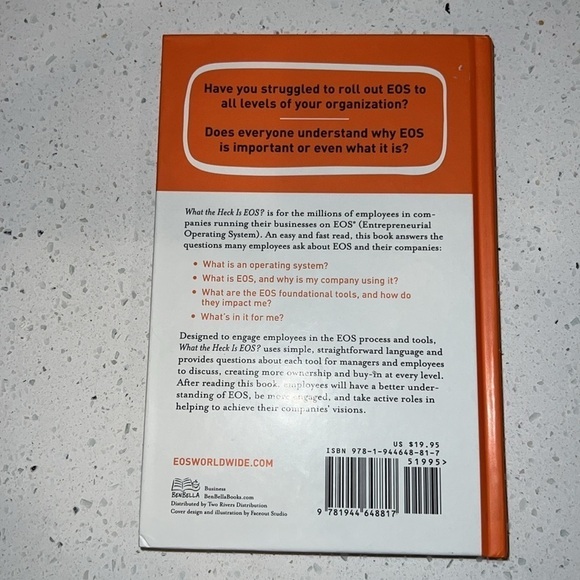 Have you struggled to roll out EOS to
all levels of your organization?
Does everyone understand why EOS
is important or even what it is?
What the Heck Is EOS? is for the millions of employees in com-
panies running their businesses on EOS® (Entrepreneurial
Operating System). An easy and fast read, this book answers the
questions many employees ask about EOS and their companies:
• What is an operating system?
• What is EOS, and why is my company using it?
• What are the EOS foundational tools, and how do
they impact me?
• What's in it for me?
Designed to engage employees in the EOS process and tools,
What the Heck Is EOS? uses simple, straightforward language and
provides questions about each tool for managers and employees
to discuss, creating more ownership and buy-in at every level.
After reading this book, employees will have a better under-
standing of EOS, be more engaged, and take active roles in
helping to achieve their companies' visions.
US $19.95
ISBN 978-1-944648-81-7
51995>
EOSWORLDWIDE.COM
BENBELLA
Business
BenBellaBooks.com
Distributed by Two Rivers Distribution
Cover design and illustration by Faceout Studio
9 781944 648817